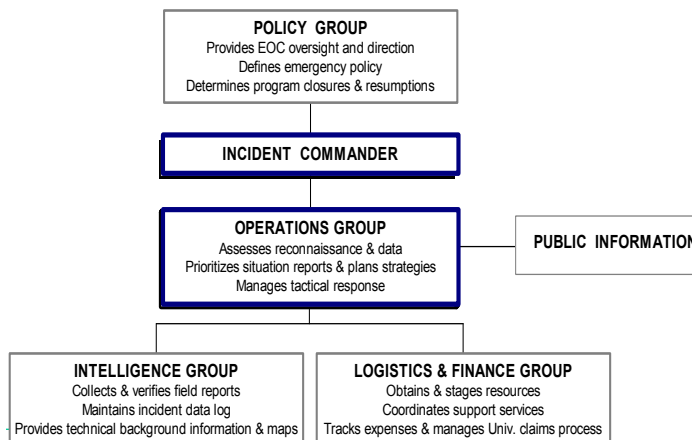 POLICY GROUP
Provides EOC oversight and direction
Defines emergency policy
Determines program closures & resumptions
INCIDENT COMMANDER
OPERATIONS GROUP
Assesses reconnaissance & data
Prioritizes situation reports & plans strategies
Manages tactical response
PUBLIC INFORMATION
INTELLIGENCE GROUP
Collects & verifies field reports
Maintains incident data log
Provides technical background information & maps
LOGISTICS & FINANCE GROUP
Obtains & stages resources
Coordinates support services
Tracks expenses & manages Univ. claims process